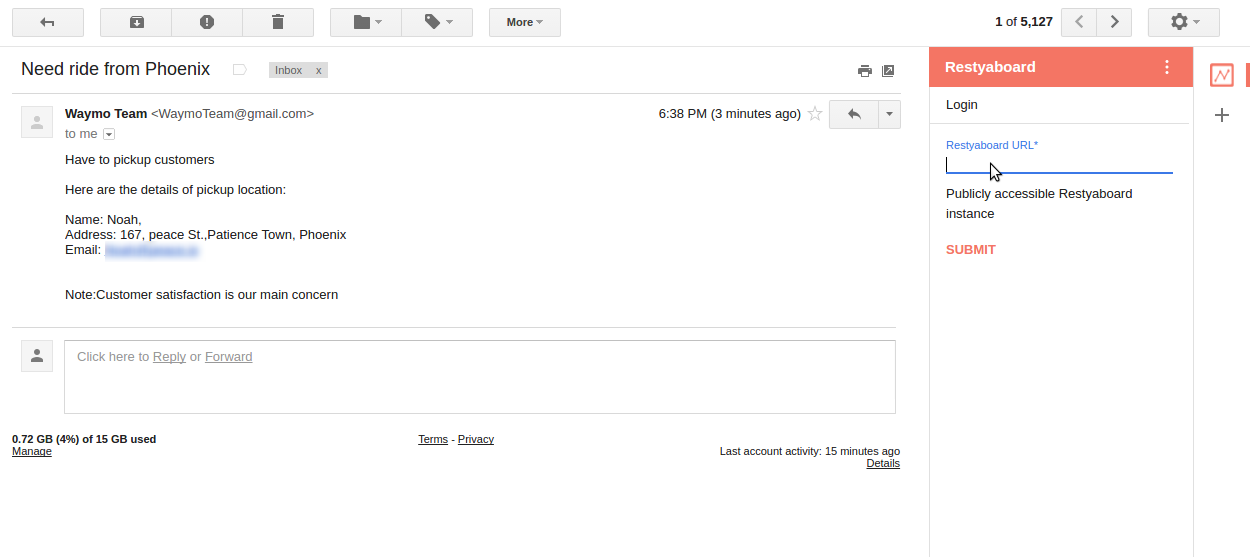 More
1 of 5,127
Need ride from Phoenix
Inbox x
Waymo Team <WaymoTeam@gmail.com>
6:38 PM (3 minutes ago)
to me
Have to pickup customers
Here are the details of pickup location:
Name: Noah,
Address: 167, peace St.,Patience Town, Phoenix
Email:
Note:Customer satisfaction is our main concern
Click here to Reply or Forward
0.72 GB (4%) of 15 GB used
Manage
Terms - Privacy
Last account activity: 15 minutes ago
Details
Restyaboard
Login
Restyaboard URL*
Publicly accessible Restyaboard
instance
SUBMIT